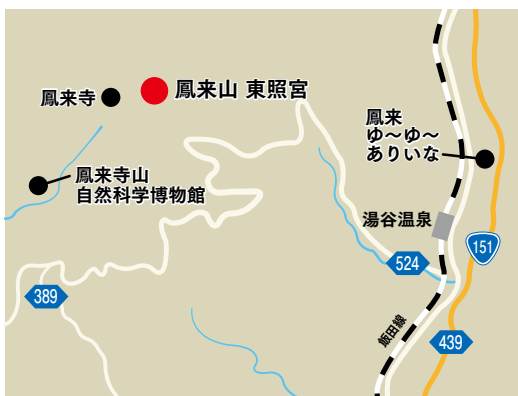 鳳来寺
鳳来山 東照宮
鳳来
ゆ〜ゆ〜
ありいな
鳳来寺山
自然科学博物館
湯谷温泉
151
524
389
飯田線
439